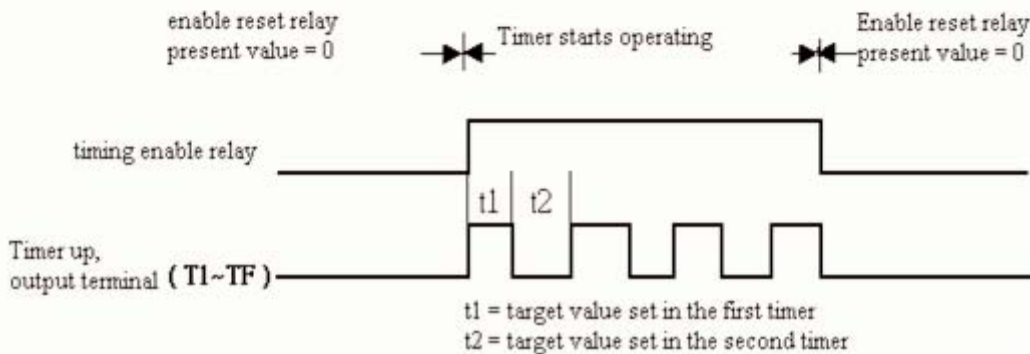 enable reset relay
present value = 0
Timer starts operating
Enable reset relay
present value = 0
timing enable relay
t1
t2
Timer up,
output terminal ( T1~TF )
t1 = target value set in the first timer
t2 = target value set in the second timer